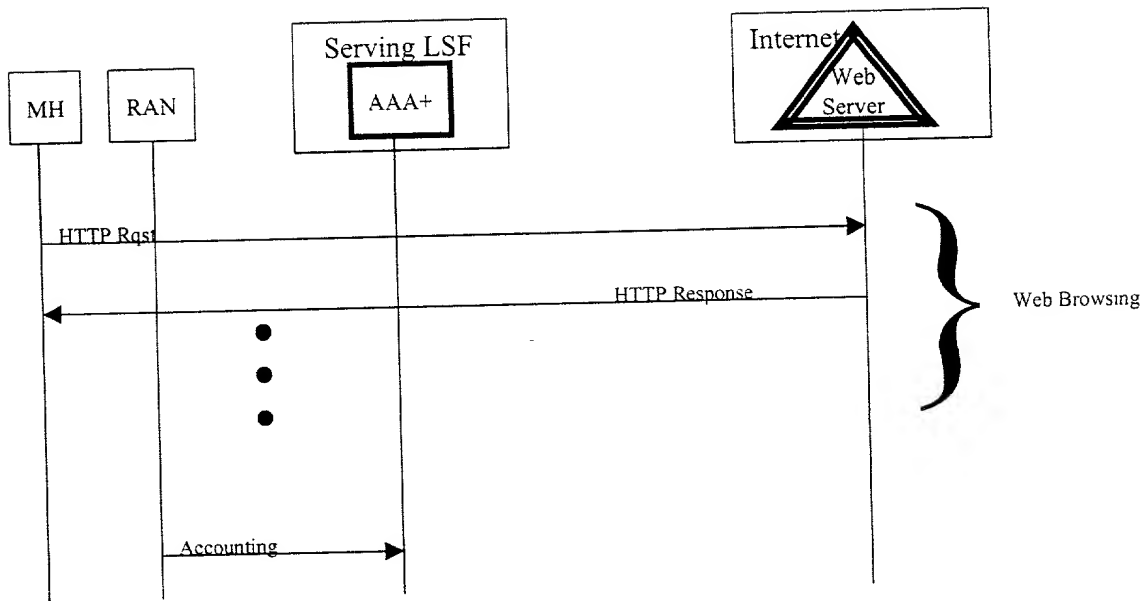 Serving LSF
Internet
MH
RAN
AAA+
Web
Server
HTTP Rqst
HTTP Response
Web Browsing
Accounting